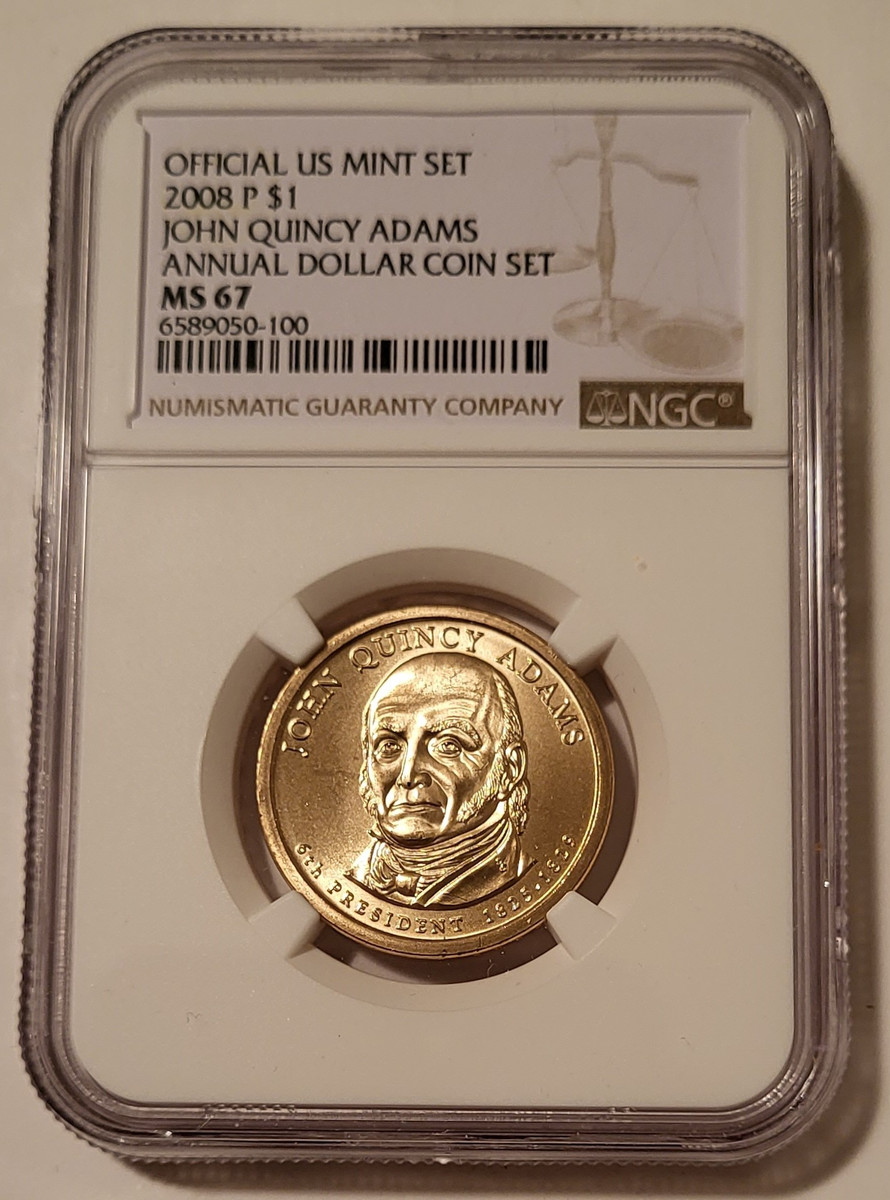 OFFICIAL US MINT SET
2008 P $1
JOHN QUINCY ADAMS
ANNUAL DOLLAR COIN SET
MS 67
6589050-100
NUMISMATIC GUARANTY COMPANY NGC®
JOHN QUINCY ADAMS
6th PRESIDENT 1825-1829